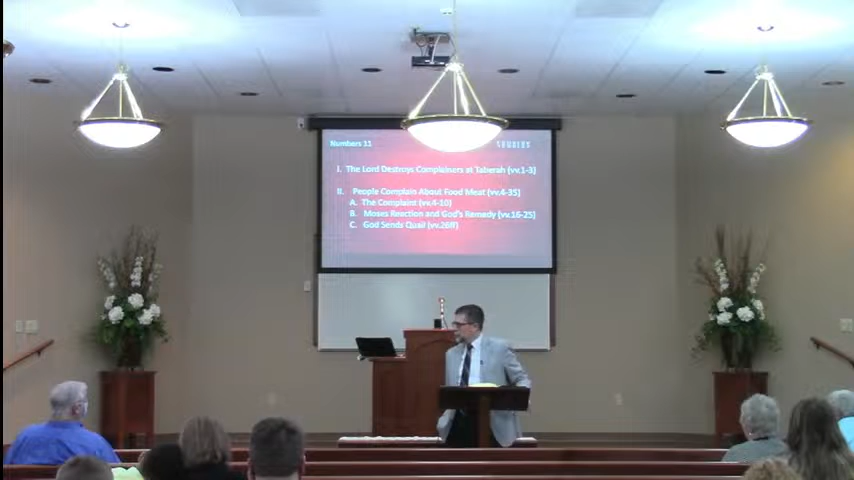 Numbers 11
STUDIES
I. The Lord Destroys Complainers at Taberah (vv.1-3)
II. People Complain About Food Meat (vv.4-35)
A. The Complaint (vv.4-10)
B. Moses Reaction and God's Remedy (vv.16-25)
C. God Sends Quail (vv.26ff)